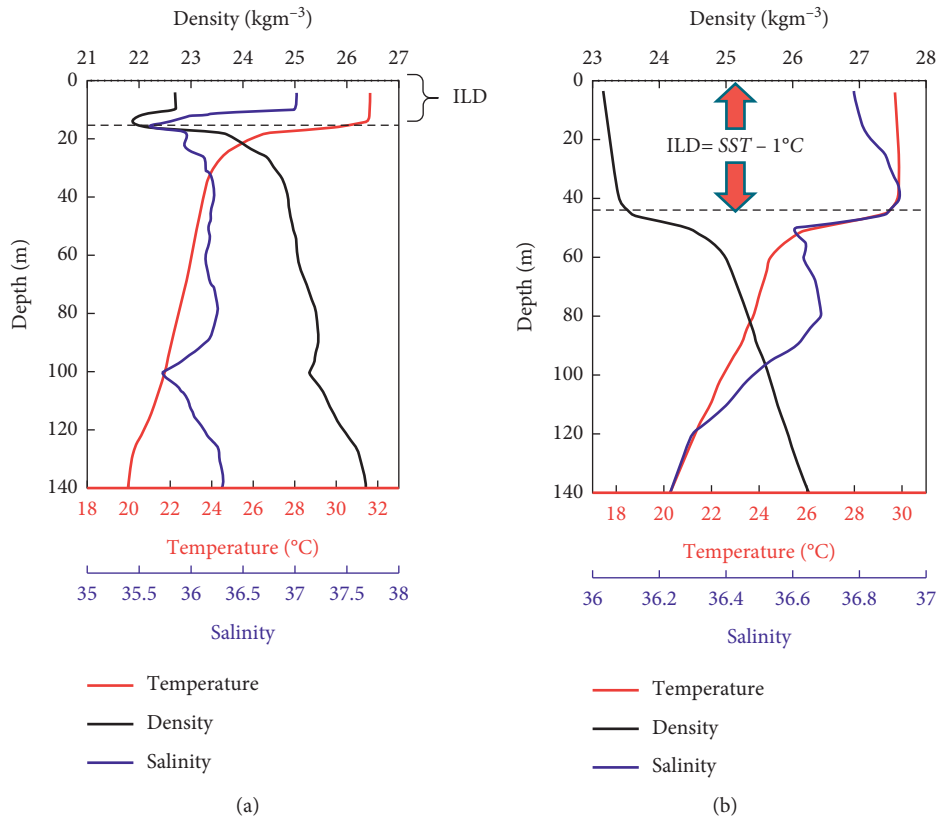 Density (kgm⁻³)
21 22 23 24 25 26 27
0
20
40
60
80
100
120
140
Depth (m)
ILD
18 20 22 24 26 28 30 32
Temperature (°C)
35 35.5 36 36.5 37 37.5 38
Salinity
Temperature
Density
Salinity
(a)
Density (kgm⁻³)
23 24 25 26 27 28
0
20
40
60
80
100
120
140
Depth (m)
ILD= SST – 1°C
18 20 22 24 26 28 30
Temperature (°C)
36 36.2 36.4 36.6 36.8 37
Salinity
Temperature
Density
Salinity
(b)